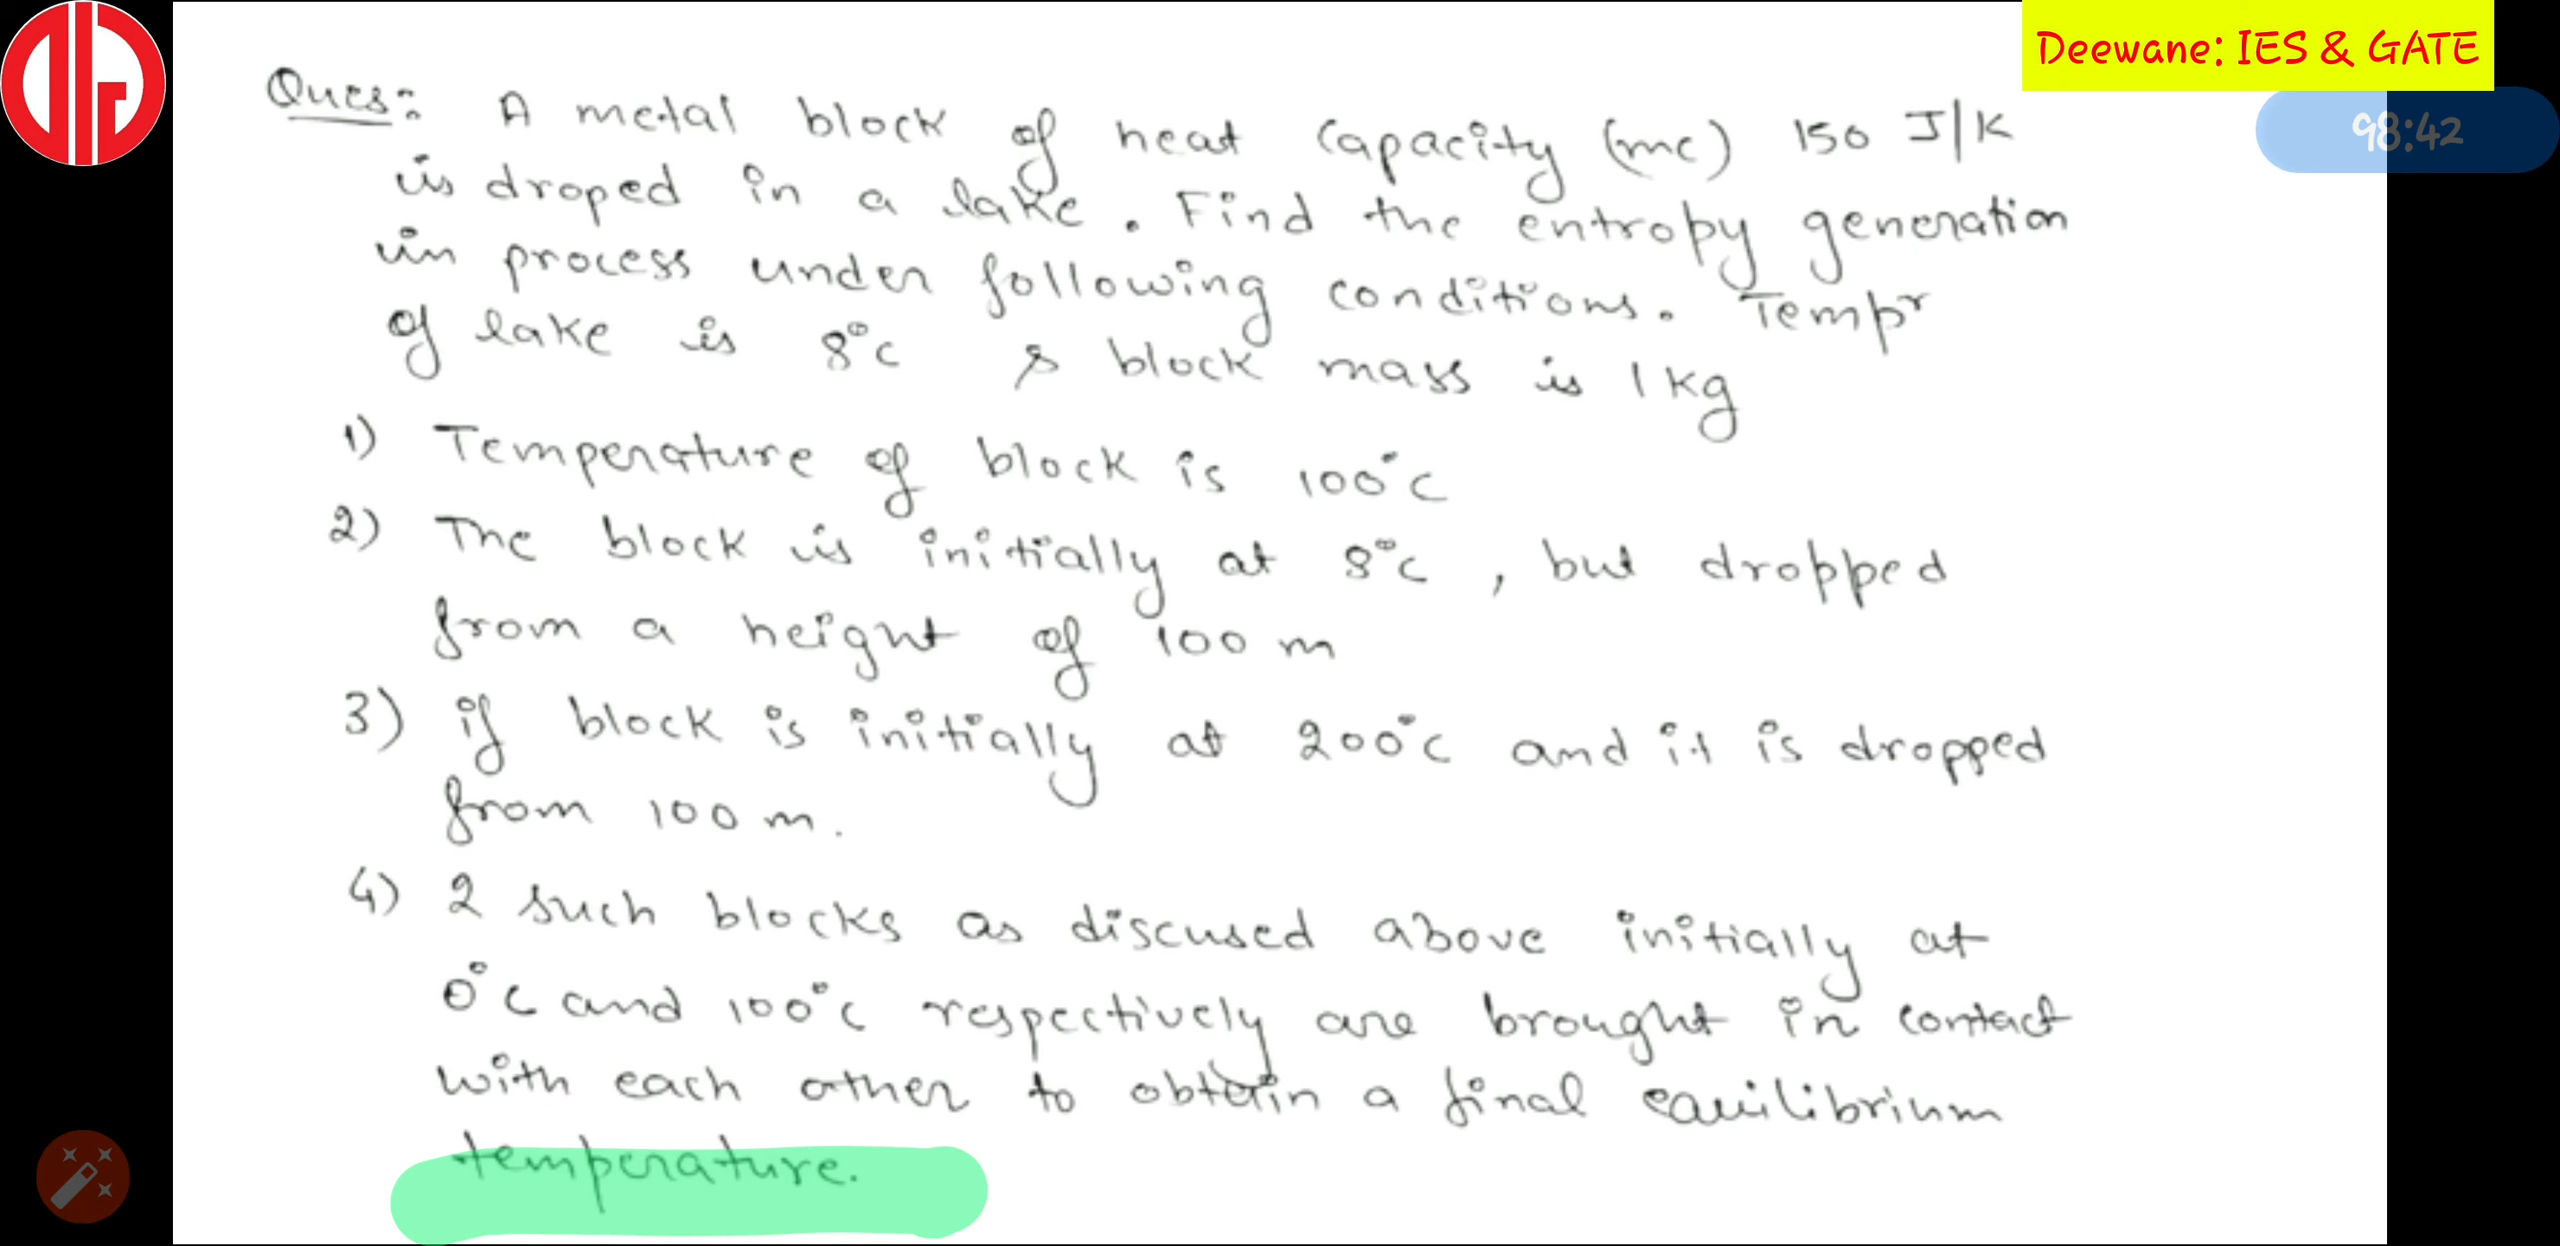 Deewane: IES & GATE
98:42
Ques: A metal block of heat capacity (mc) 150 J/K
is droped in a lake. Find the entropy generation
in process under following conditions. Tempr
of lake is 8°C & block mass is 1 kg
1) Temperature of block is 100°C
2) The block is initially at 8°C, but dropped
from a height of 100 m
3) if block is initially at 200°C and it is dropped
from 100 m.
4) 2 such blocks as discused above initially at
0°C and 100°C respectively are brought in contact
with each other to obtain a final equilibrium
temperature.